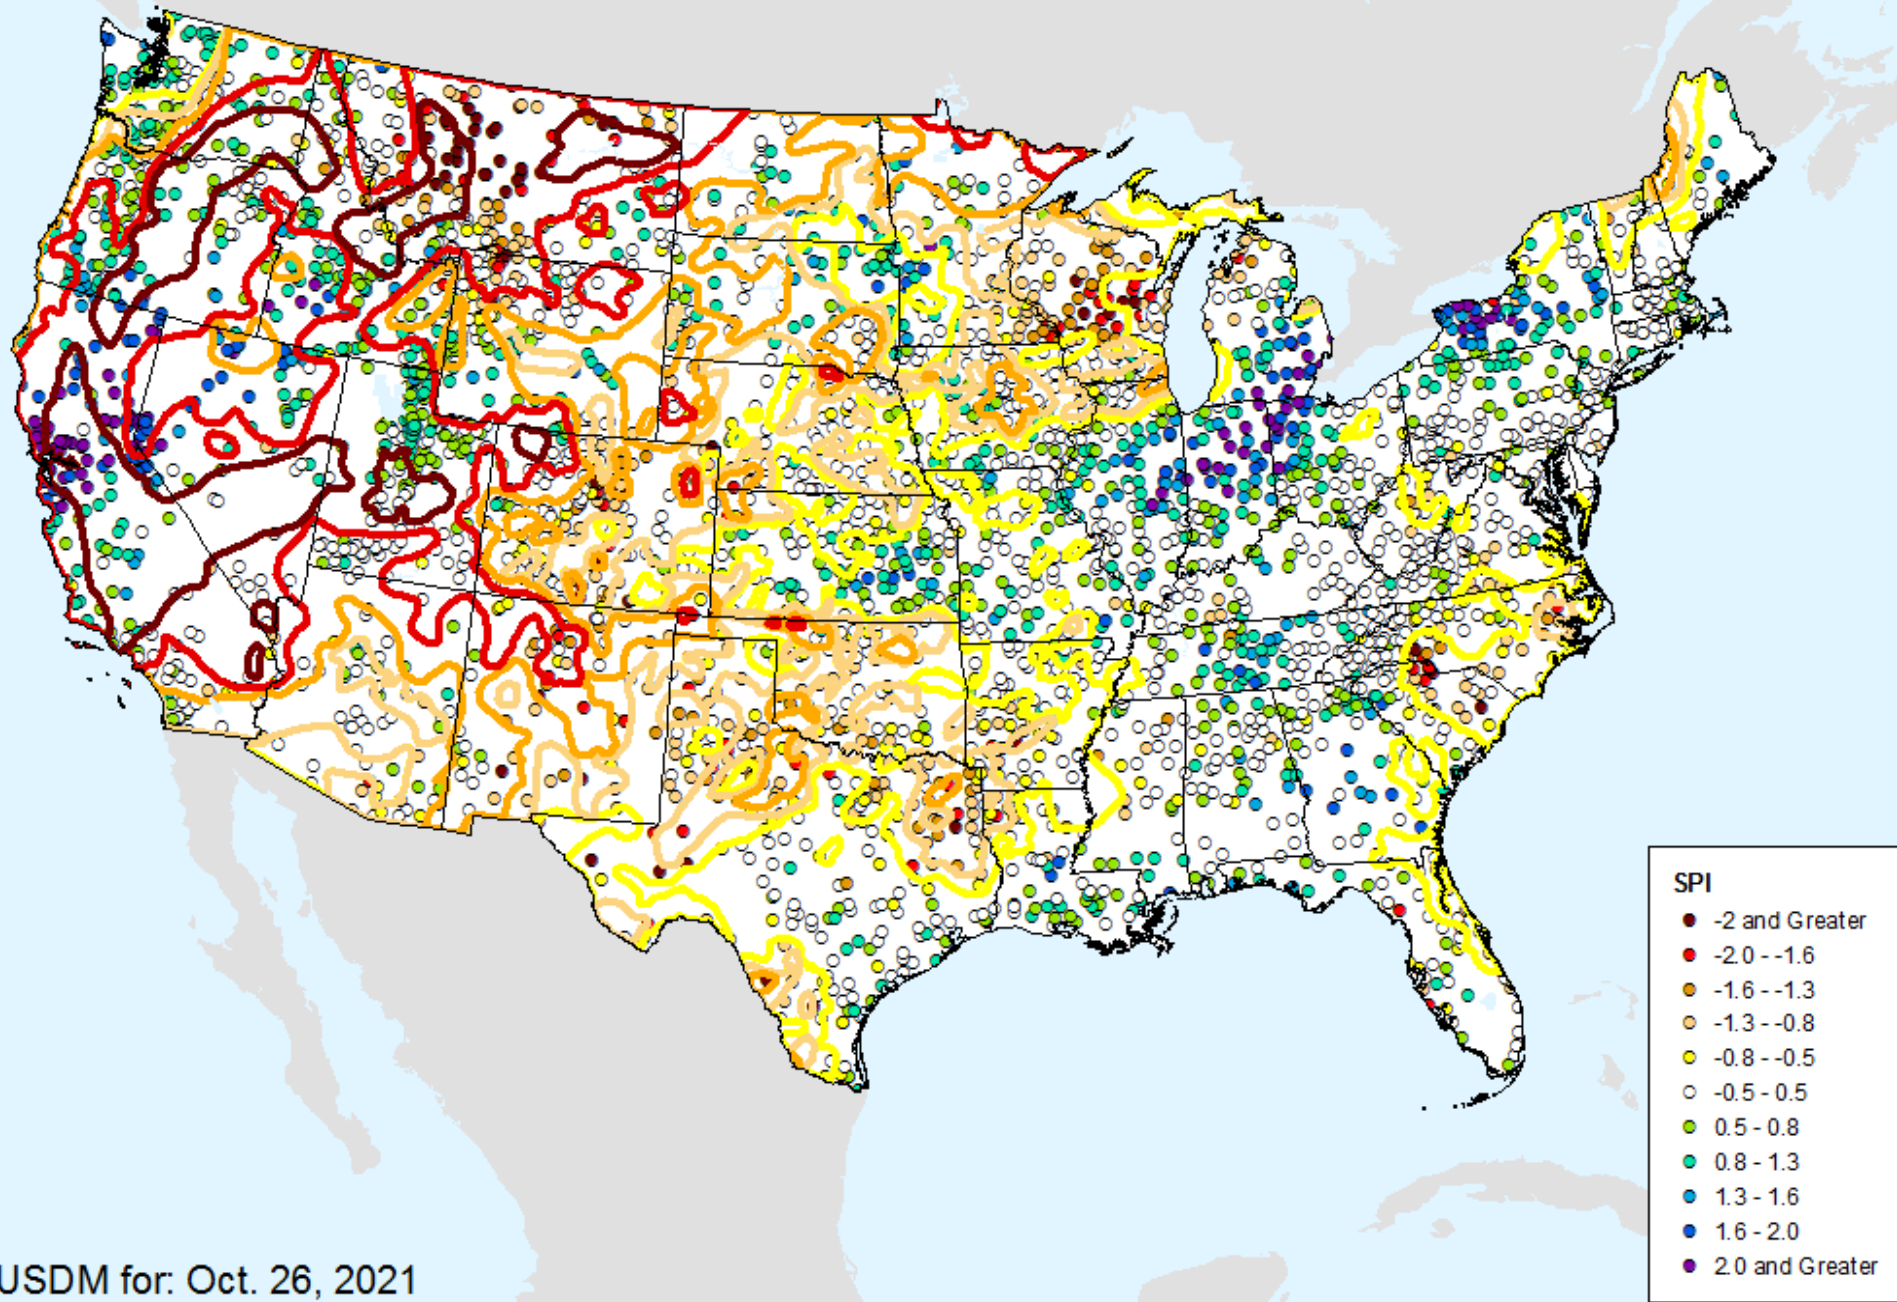 SPI
-2 and Greater
-2.0 - -1.6
-1.6 - -1.3
-1.3 - -0.8
-0.8 - -0.5
-0.5 - 0.5
0.5 - 0.8
0.8 - 1.3
1.3 - 1.6
1.6 - 2.0
2.0 and Greater
USDM for: Oct. 26, 2021